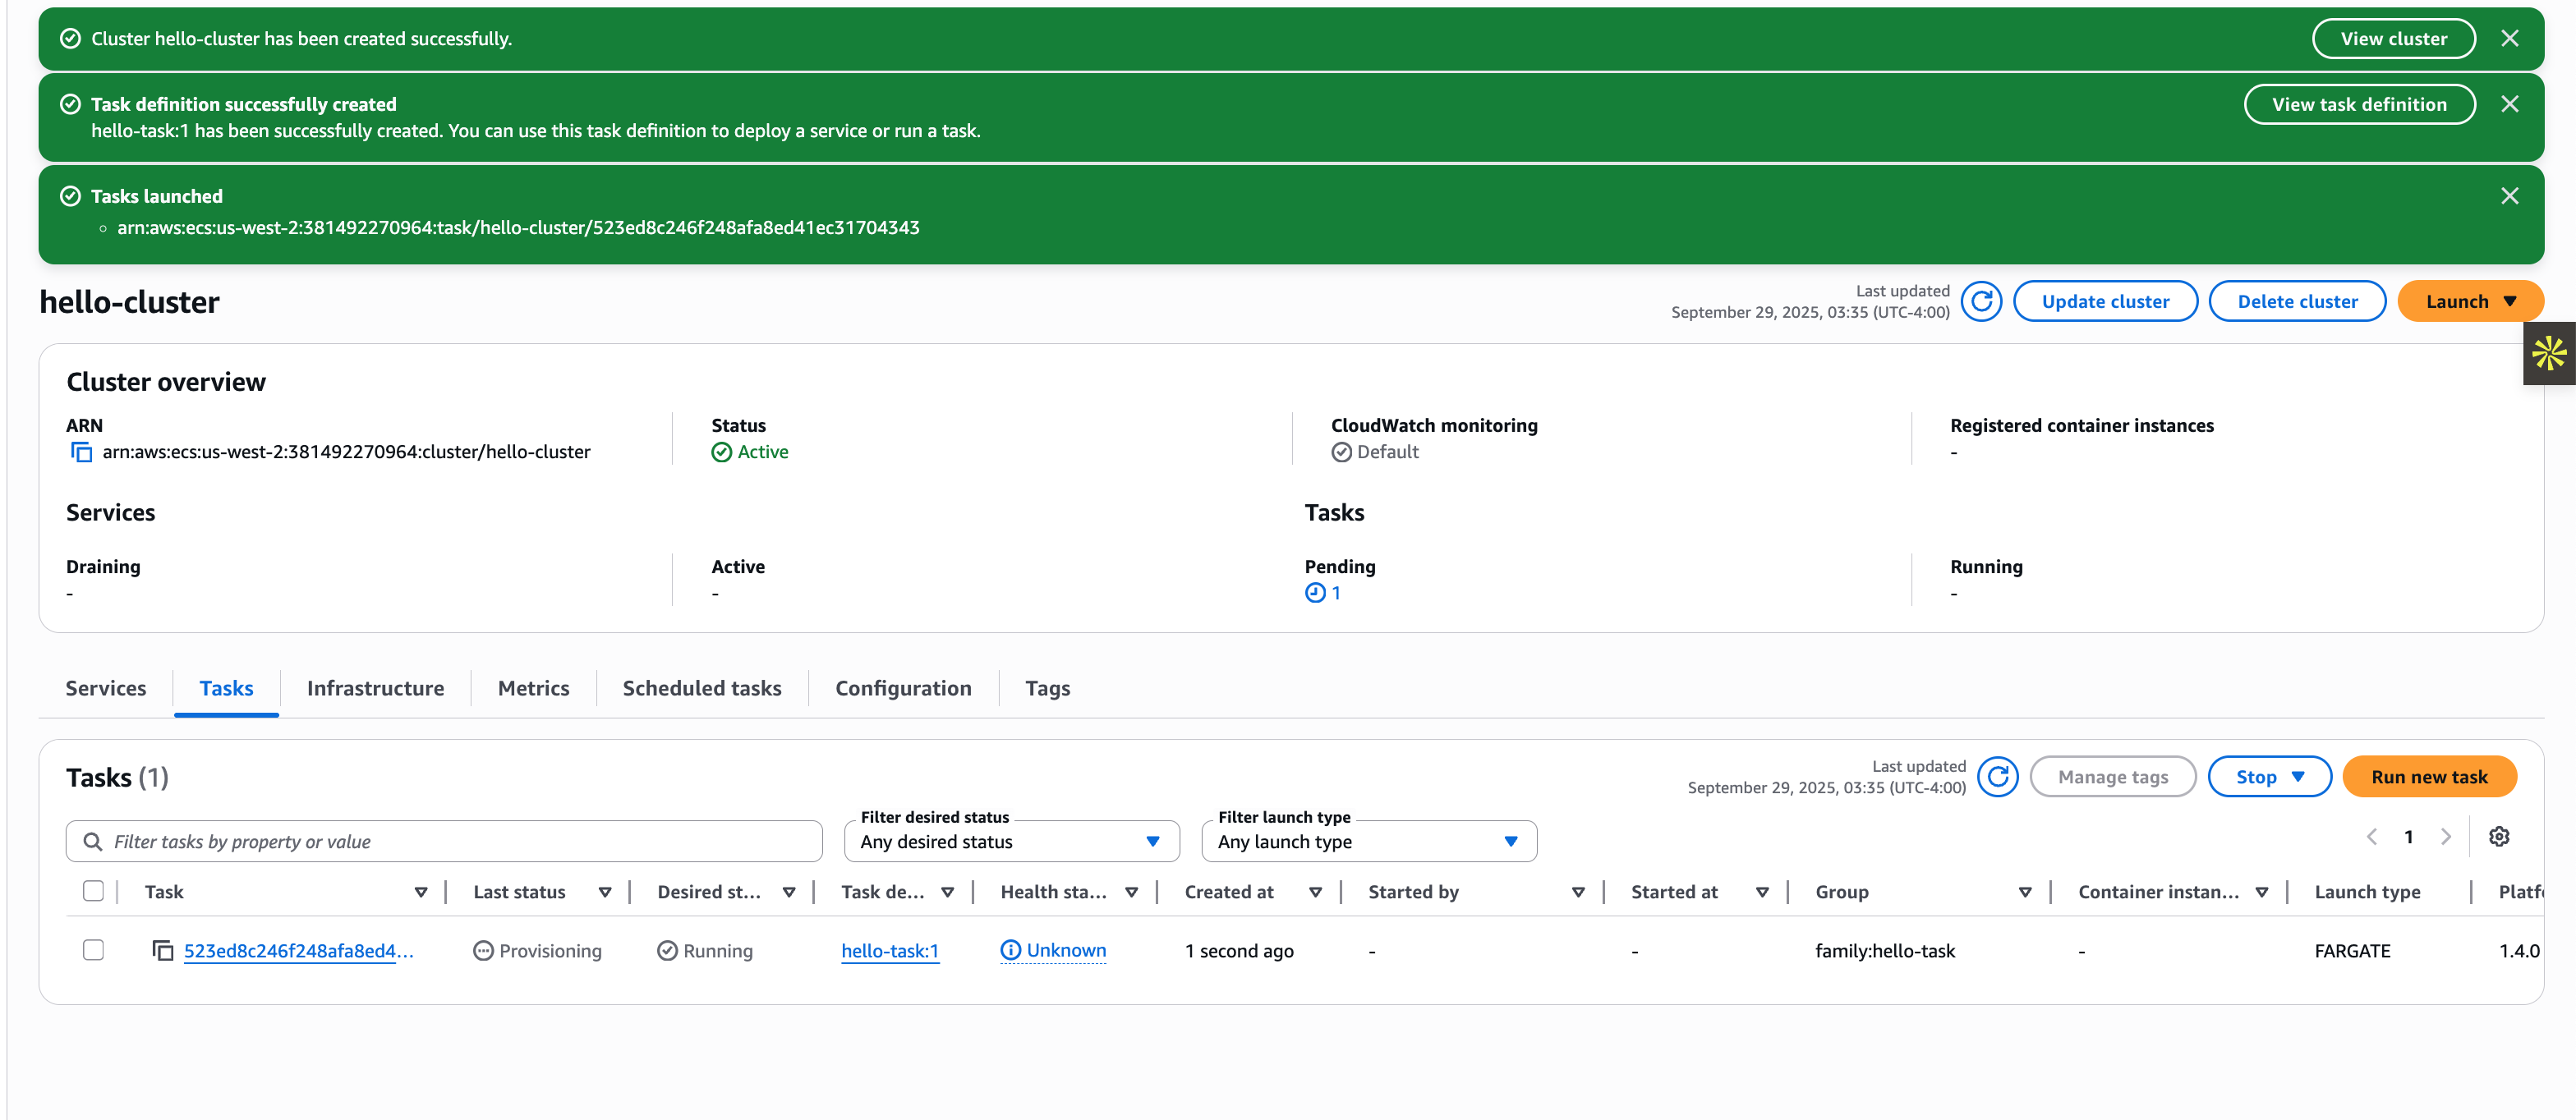 Cluster hello-cluster has been created successfully.
View cluster
Task definition successfully created
View task definition
hello-task:1 has been successfully created. You can use this task definition to deploy a service or run a task.
Tasks launched
arn:aws:ecs:us-west-2:381492270964:task/hello-cluster/523ed8c246f248afa8ed41ec31704343
hello-cluster
Last updated
September 29, 2025, 03:35 (UTC-4:00)
Update cluster
Delete cluster
Launch
Cluster overview
ARN
arn:aws:ecs:us-west-2:381492270964:cluster/hello-cluster
Status
Active
CloudWatch monitoring
Default
Registered container instances
-
Services
Tasks
Draining
-
Active
-
Pending
1
Running
-
Services Tasks Infrastructure Metrics Scheduled tasks Configuration Tags
Tasks (1)
Last updated
September 29, 2025, 03:35 (UTC-4:00)
Manage tags
Stop
Run new task
Filter tasks by property or value
Filter desired status
Any desired status
Filter launch type
Any launch type
1
Task Last status Desired st... Task de... Health sta... Created at Started by Started at Group Container instan... Launch type Platf
523ed8c246f248afa8ed4... Provisioning Running hello-task:1 Unknown 1 second ago - - family:hello-task - FARGATE 1.4.0